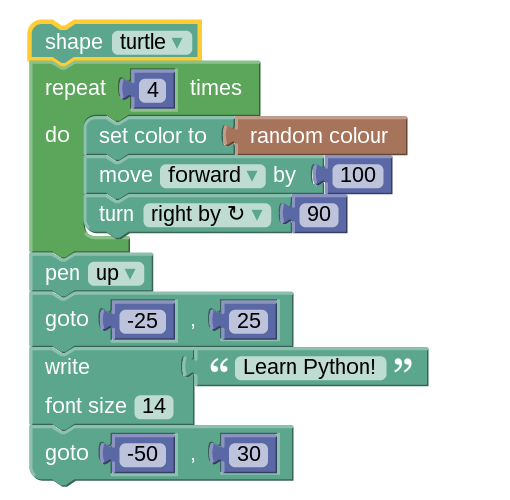 shape turtle ▼
repeat 4 times
do set color to random colour
move forward ▼ by 100
turn right by ↻ ▼ 90
pen up ▼
goto -25 , 25
write “ Learn Python! ”
font size 14
goto -50 , 30